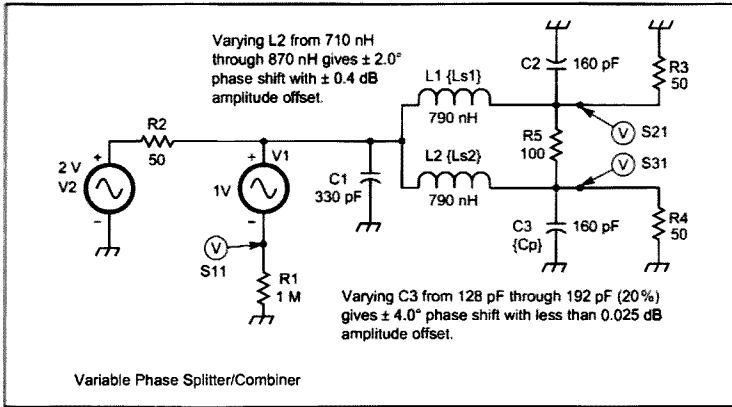 Varying L2 from 710 nH
through 870 nH gives ± 2.0°
phase shift with ± 0.4 dB
amplitude offset.
C2
160 pF
R3
50
L1 {Ls1}
790 nH
R2
50
R5
100
V
S21
+
2 V
V2
–
+
V1
1V
–
C1
330 pF
L2 {Ls2}
790 nH
V
S31
V
S11
R1
1 M
C3
{Cp}
160 pF
R4
50
Varying C3 from 128 pF through 192 pF (20%)
gives ± 4.0° phase shift with less than 0.025 dB
amplitude offset.
Variable Phase Splitter/Combiner